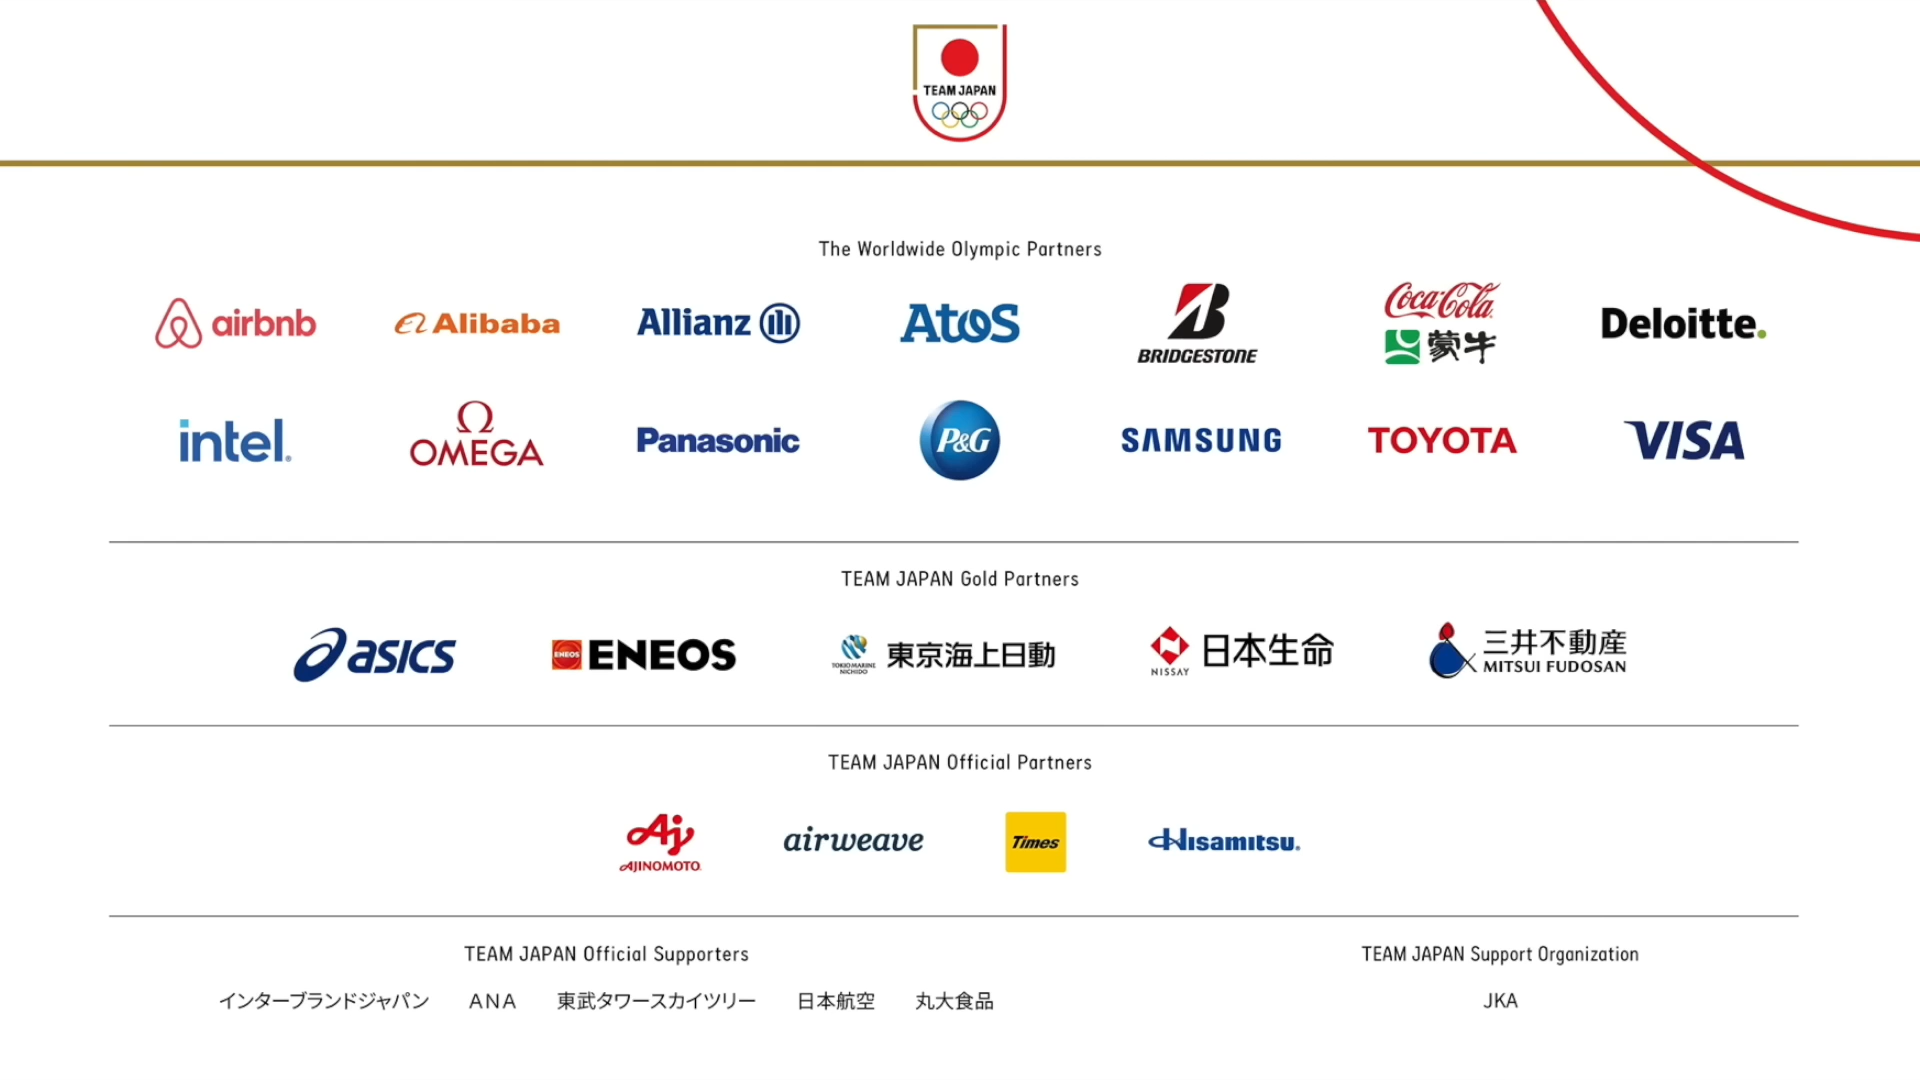 TEAM JAPAN
The Worldwide Olympic Partners
airbnb
Alibaba
Allianz
Atos
BRIDGESTONE
Coca-Cola
蒙牛
Deloitte.
intel.
Ω
OMEGA
Panasonic
P&G
SAMSUNG
TOYOTA
VISA
TEAM JAPAN Gold Partners
asics
ENEOS
ENEOS
TOKIO MARINE
NICHIDO
東京海上日動
NISSAY
日本生命
三井不動産
MITSUI FUDOSAN
TEAM JAPAN Official Partners
Aj
AJINOMOTO
airweave
Times
Hisamitsu.
TEAM JAPAN Official Supporters
インターブランドジャパン ANA 東武タワースカイツリー 日本航空 丸大食品
TEAM JAPAN Support Organization
JKA